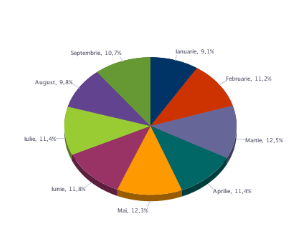 Ianuarie, 9,1%
Februarie, 11,2%
Martie, 12,5%
Aprilie, 11,4%
Mai, 12,3%
Iunie, 11,8%
Iulie, 11,4%
August, 9,8%
Septembrie, 10,7%